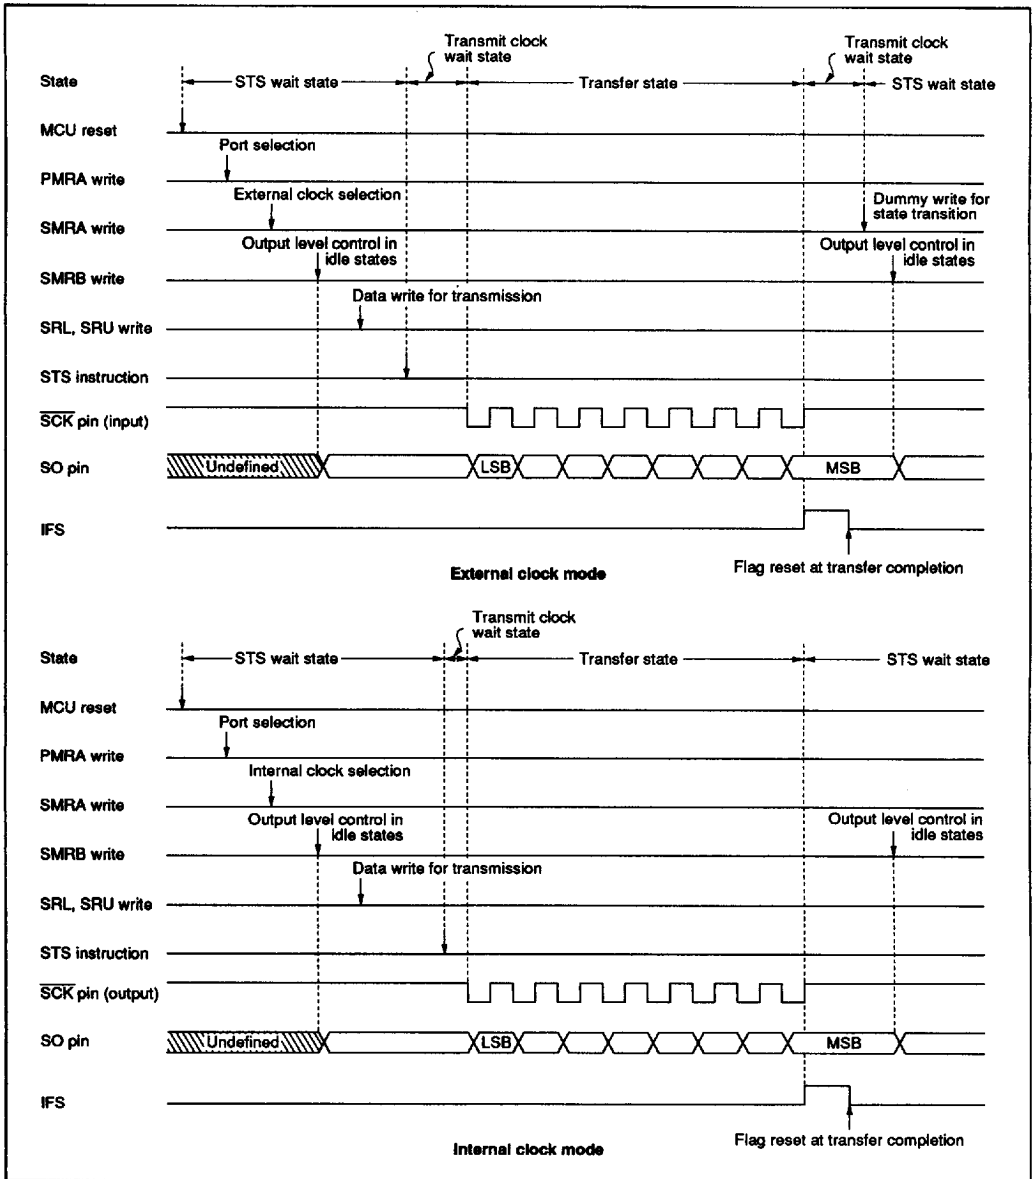 Transmit clock
wait state
Transmit clock
wait state
State
STS wait state
Transfer state
STS wait state
MCU reset
Port selection
PMRA write
External clock selection
Dummy write for
state transition
SMRA write
Output level control in
idle states
Output level control in
idle states
SMRB write
Data write for transmission
SRL, SRU write
STS instruction
SCK pin (input)
SO pin
Undefined
LSB
MSB
IFS
External clock mode
Flag reset at transfer completion
Transmit clock
wait state
State
STS wait state
Transfer state
STS wait state
MCU reset
Port selection
PMRA write
Internal clock selection
SMRA write
Output level control in
idle states
Output level control in
idle states
SMRB write
Data write for transmission
SRL, SRU write
STS instruction
SCK pin (output)
SO pin
Undefined
LSB
MSB
IFS
Flag reset at transfer completion
Internal clock mode